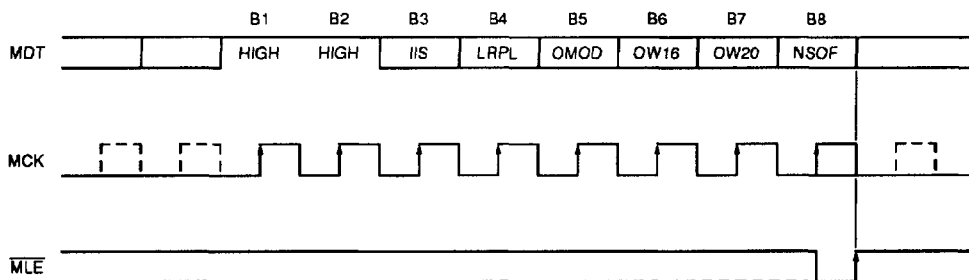 B1 B2 B3 B4 B5 B6 B7 B8
MDT HIGH HIGH IIS LRPL OMOD OW16 OW20 NSOF
MCK
MLE